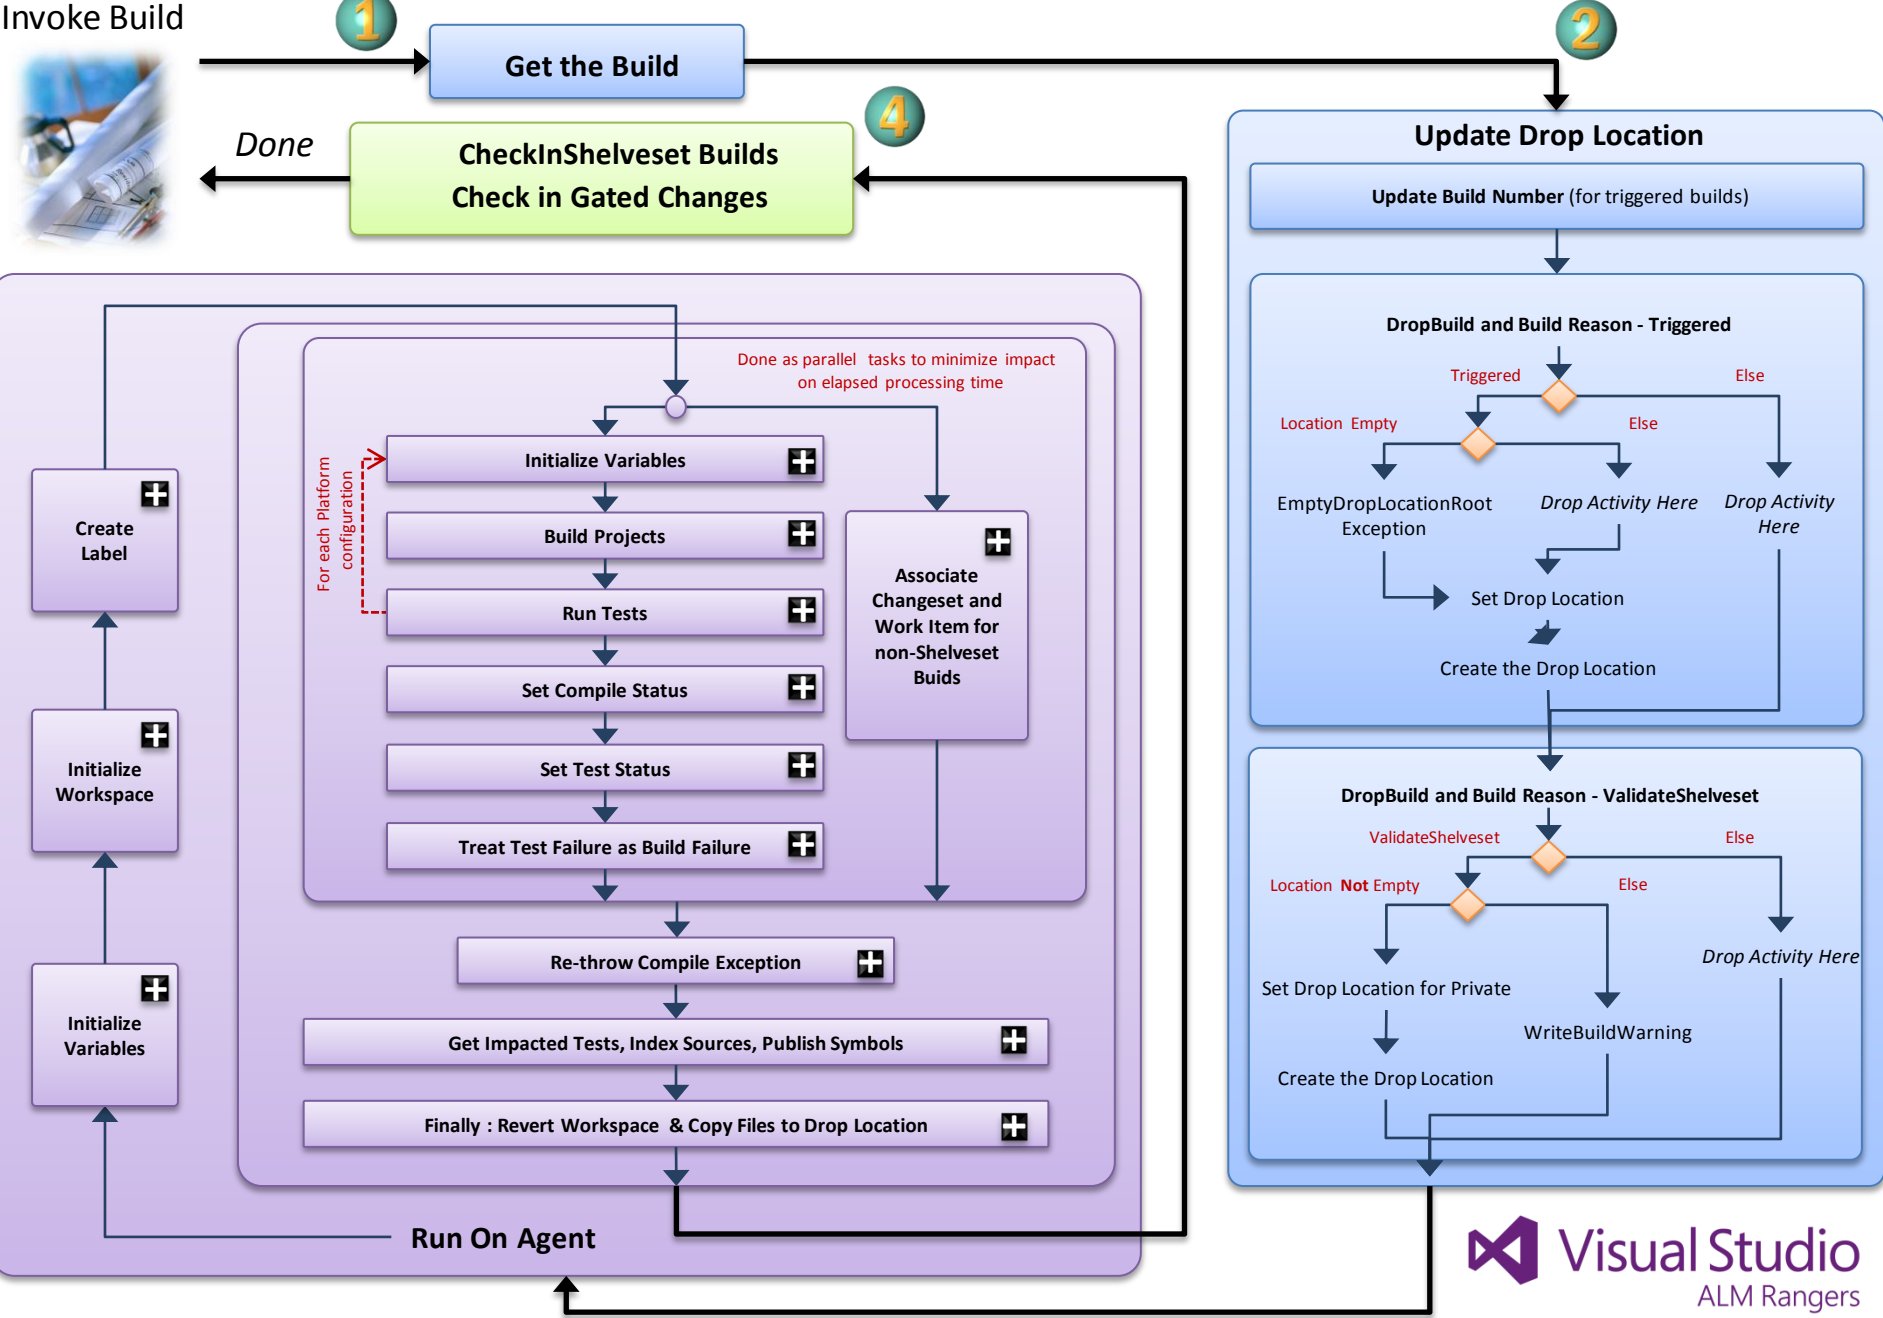 Invoke Build
1
Get the Build
2
Done
CheckInShelveset Builds
Check in Gated Changes
4
Update Drop Location
Update Build Number (for triggered builds)
DropBuild and Build Reason - Triggered
Triggered
Else
Location Empty
Else
EmptyDropLocationRoot
Exception
Drop Activity Here
Drop Activity
Here
Set Drop Location
Create the Drop Location
DropBuild and Build Reason - ValidateShelveset
ValidateShelveset
Else
Location Not Empty
Else
Drop Activity Here
Set Drop Location for Private
WriteBuildWarning
Create the Drop Location
Done as parallel tasks to minimize impact
on elapsed processing time
For each Platform
configuration
Initialize Variables
Build Projects
Run Tests
Set Compile Status
Set Test Status
Treat Test Failure as Build Failure
Associate
Changeset and
Work Item for
non-Shelveset
Buids
Create
Label
Initialize
Workspace
Initialize
Variables
Re-throw Compile Exception
Get Impacted Tests, Index Sources, Publish Symbols
Finally : Revert Workspace & Copy Files to Drop Location
Run On Agent
Visual Studio
ALM Rangers